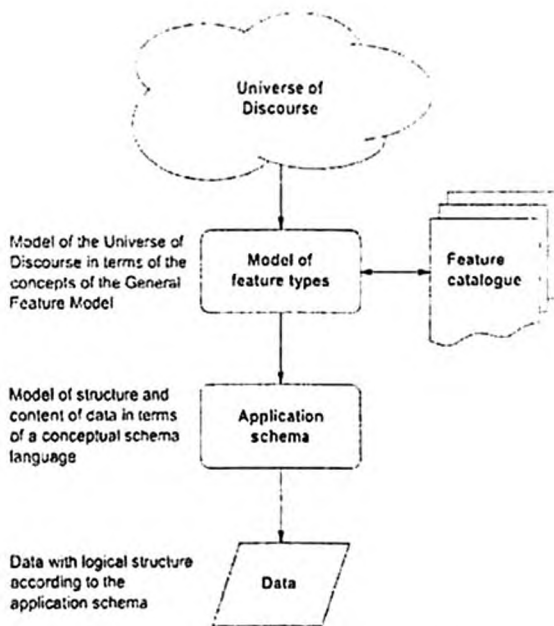 Universe of
Discourse
Model of the Universe of
Discourse in terms of the
concepts of the General
Feature Model
Model of
feature types
Feature
catalogue
Model of structure and
content of data in terms
of a conceptual schema
language
Application
schema
Data with logical structure
according to the
application schema
Data